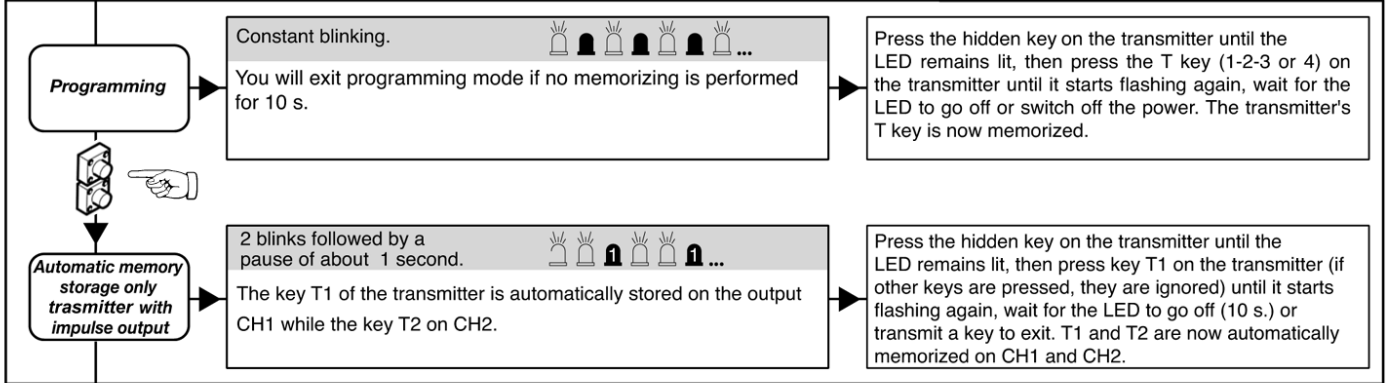 Programming
Constant blinking.
...
You will exit programming mode if no memorizing is performed
for 10 s.
Press the hidden key on the transmitter until the
LED remains lit, then press the T key (1-2-3 or 4) on
the transmitter until it starts flashing again, wait for the
LED to go off or switch off the power. The transmitter's
T key is now memorized.
Automatic memory
storage only
trasmitter with
impulse output
2 blinks followed by a
pause of about 1 second.
1 1 ...
The key T1 of the transmitter is automatically stored on the output
CH1 while the key T2 on CH2.
Press the hidden key on the transmitter until the
LED remains lit, then press key T1 on the transmitter (if
other keys are pressed, they are ignored) until it starts
flashing again, wait for the LED to go off (10 s.) or
transmit a key to exit. T1 and T2 are now automatically
memorized on CH1 and CH2.